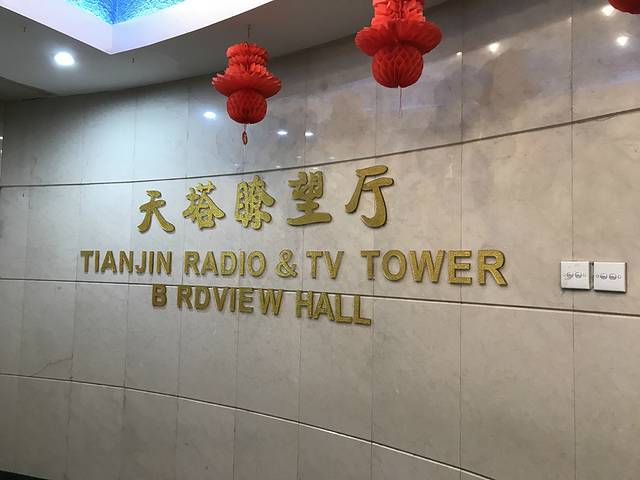 天塔瞭望厅
TIANJIN RADIO & TV TOWER
B RDVIEW HALL